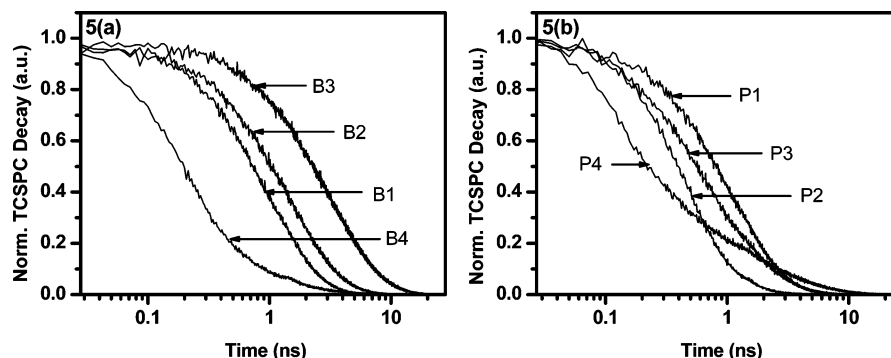 5(a)
Norm. TCSPC Decay (a.u.)
1.0
0.8
0.6
0.4
0.2
0.0
B3
B2
B1
B4
0.1
1
10
Time (ns)
5(b)
Norm. TCSPC Decay (a.u.)
1.0
0.8
0.6
0.4
0.2
0.0
P1
P3
P4
P2
0.1
1
10
Time (ns)